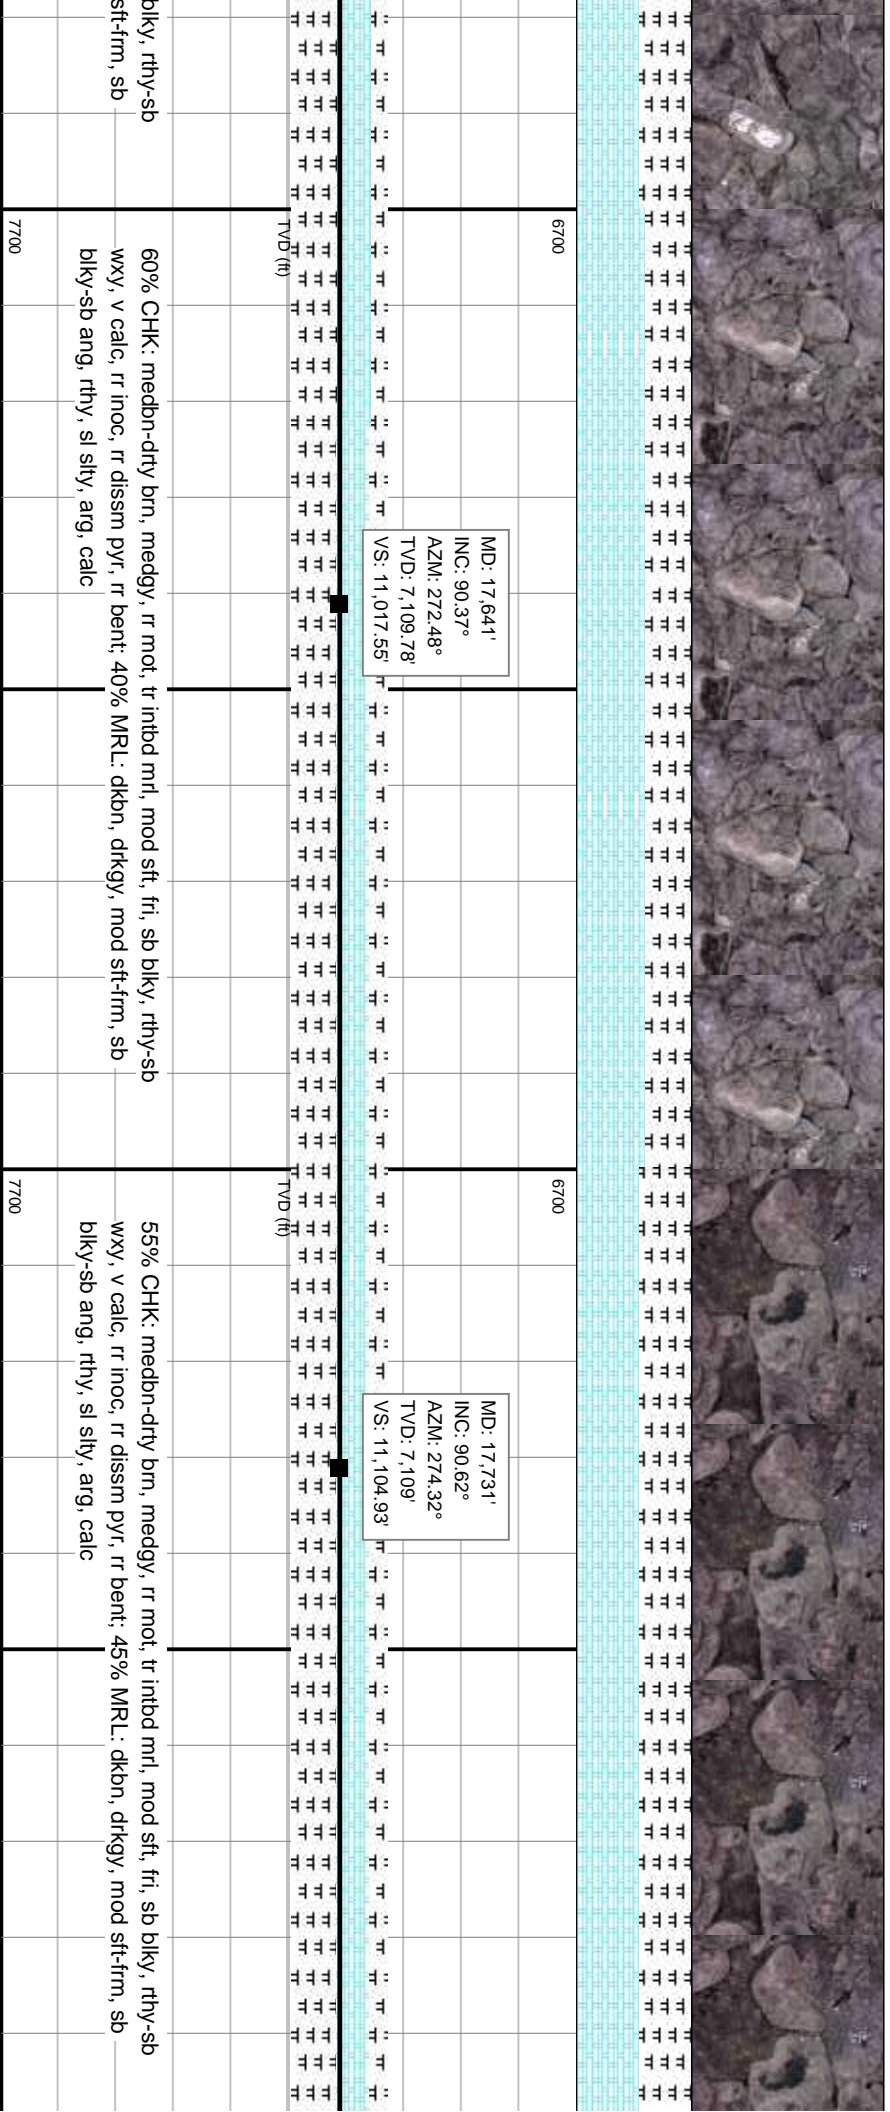 blky, rthy-sb
sft-frm, sb
6700
TVD (ft)
7700
60% CHK: medbn-drty brn, medgy, rr mot, tr intbd mrl, mod sft, fri, sb blky, rthy-sb
wxy, v calc, rr inoc, rr dissm pyr, rr bent; 40% MRL: dkbn, drkgy, mod sft-frm, sb
blky-sb ang, rthy, sl slty, arg, calc
MD: 17,641'
INC: 90.37°
AZM: 272.48°
TVD: 7,109.78'
VS: 11,017.55'
6700
TVD (ft)
7700
55% CHK: medbn-drty brn, medgy, rr mot, tr intbd mrl, mod sft, fri, sb blky, rthy-sb
wxy, v calc, rr inoc, rr dissm pyr, rr bent; 45% MRL: dkbn, drkgy, mod sft-frm, sb
blky-sb ang, rthy, sl slty, arg, calc
MD: 17,731'
INC: 90.62°
AZM: 274.32°
TVD: 7,109'
VS: 11,104.93'